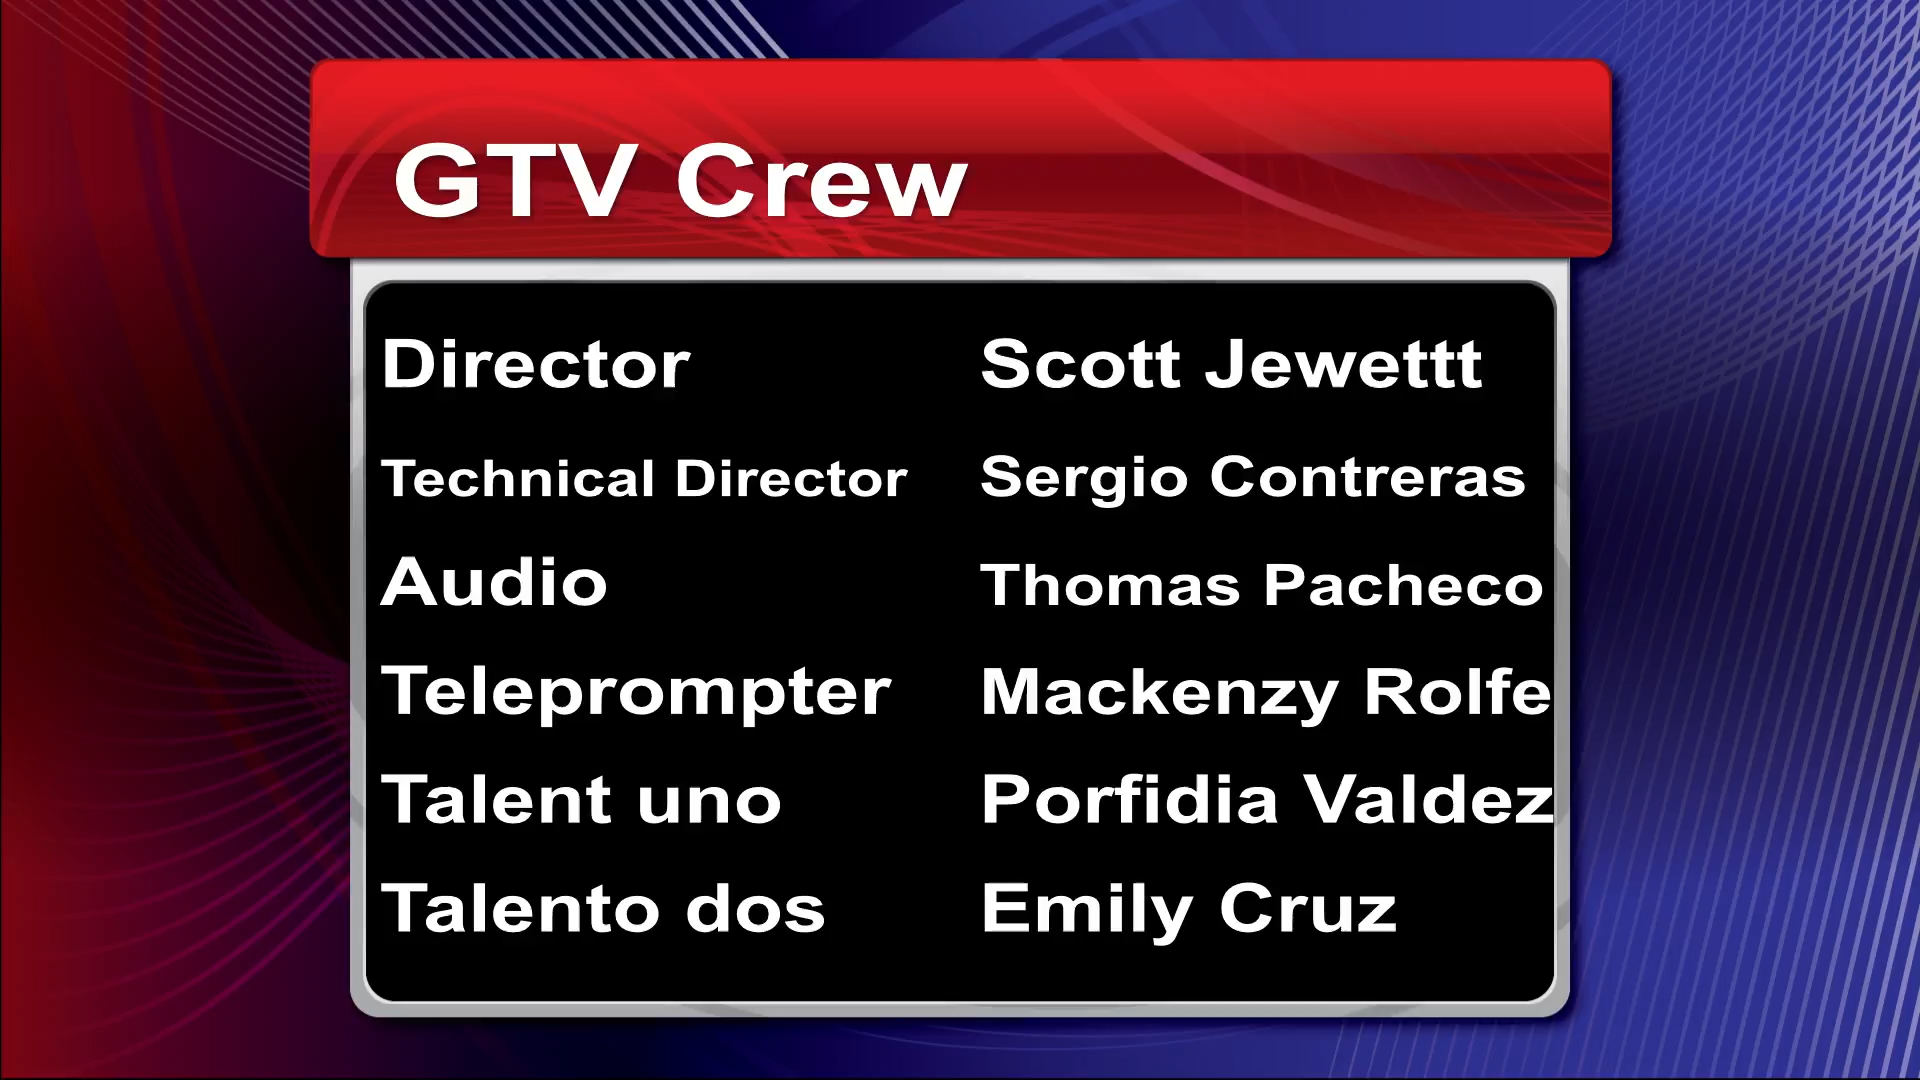 GTV Crew
Director Scott Jewettt
Technical Director Sergio Contreras
Audio Thomas Pacheco
Teleprompter Mackenzy Rolfe
Talent uno Porfidia Valdez
Talento dos Emily Cruz